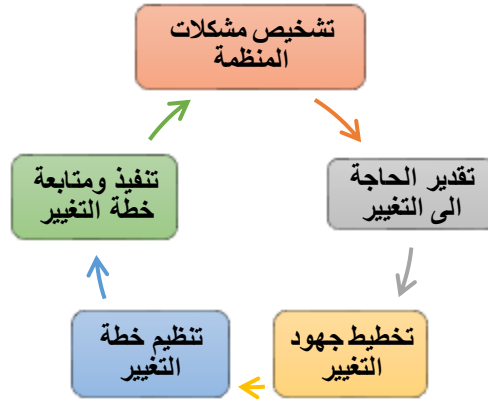 تشخيص مشكلات
المنظمة
تقدير الحاجة
الى التغيير
تخطيط جهود
التغيير
تنظيم خطة
التغيير
تنفيذ ومتابعة
خطة التغيير